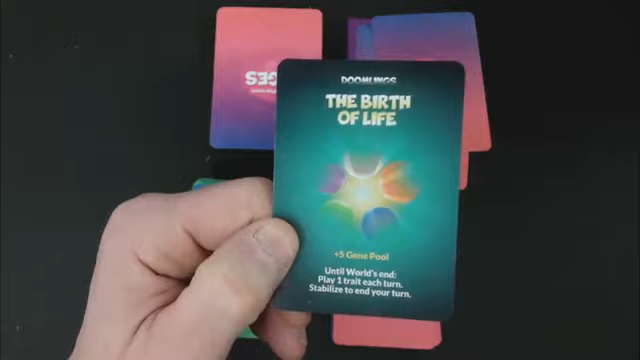 DOOMLINGS
THE BIRTH
OF LIFE
+5 Gene Pool
Until World's end:
Play 1 trait each turn.
Stabilize to end your turn.